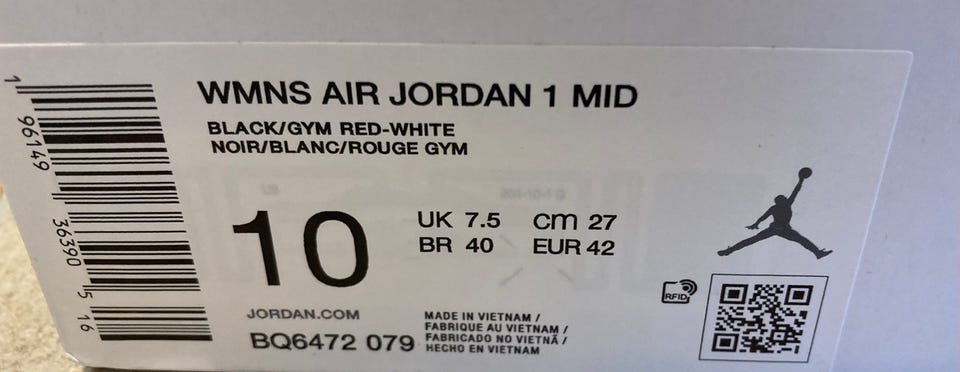 WMNS AIR JORDAN 1 MID
BLACK/GYM RED-WHITE
NOIR/BLANC/ROUGE GYM
10
UK 7.5 cm 27
BR 40 EUR 42
RFID
JORDAN.COM
BQ6472 079
MADE IN VIETNAM /
FABRIQUE AU VIETNAM /
FABRICADO NO VIETNÃ /
HECHO EN VIETNAM
1 96149 36390 5 16